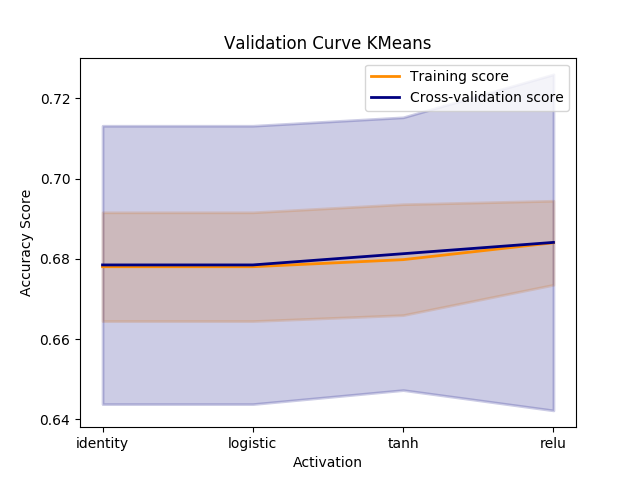 Validation Curve KMeans
Training score
Cross-validation score
0.72
0.70
0.68
0.66
0.64
Accuracy Score
identity
logistic
tanh
relu
Activation